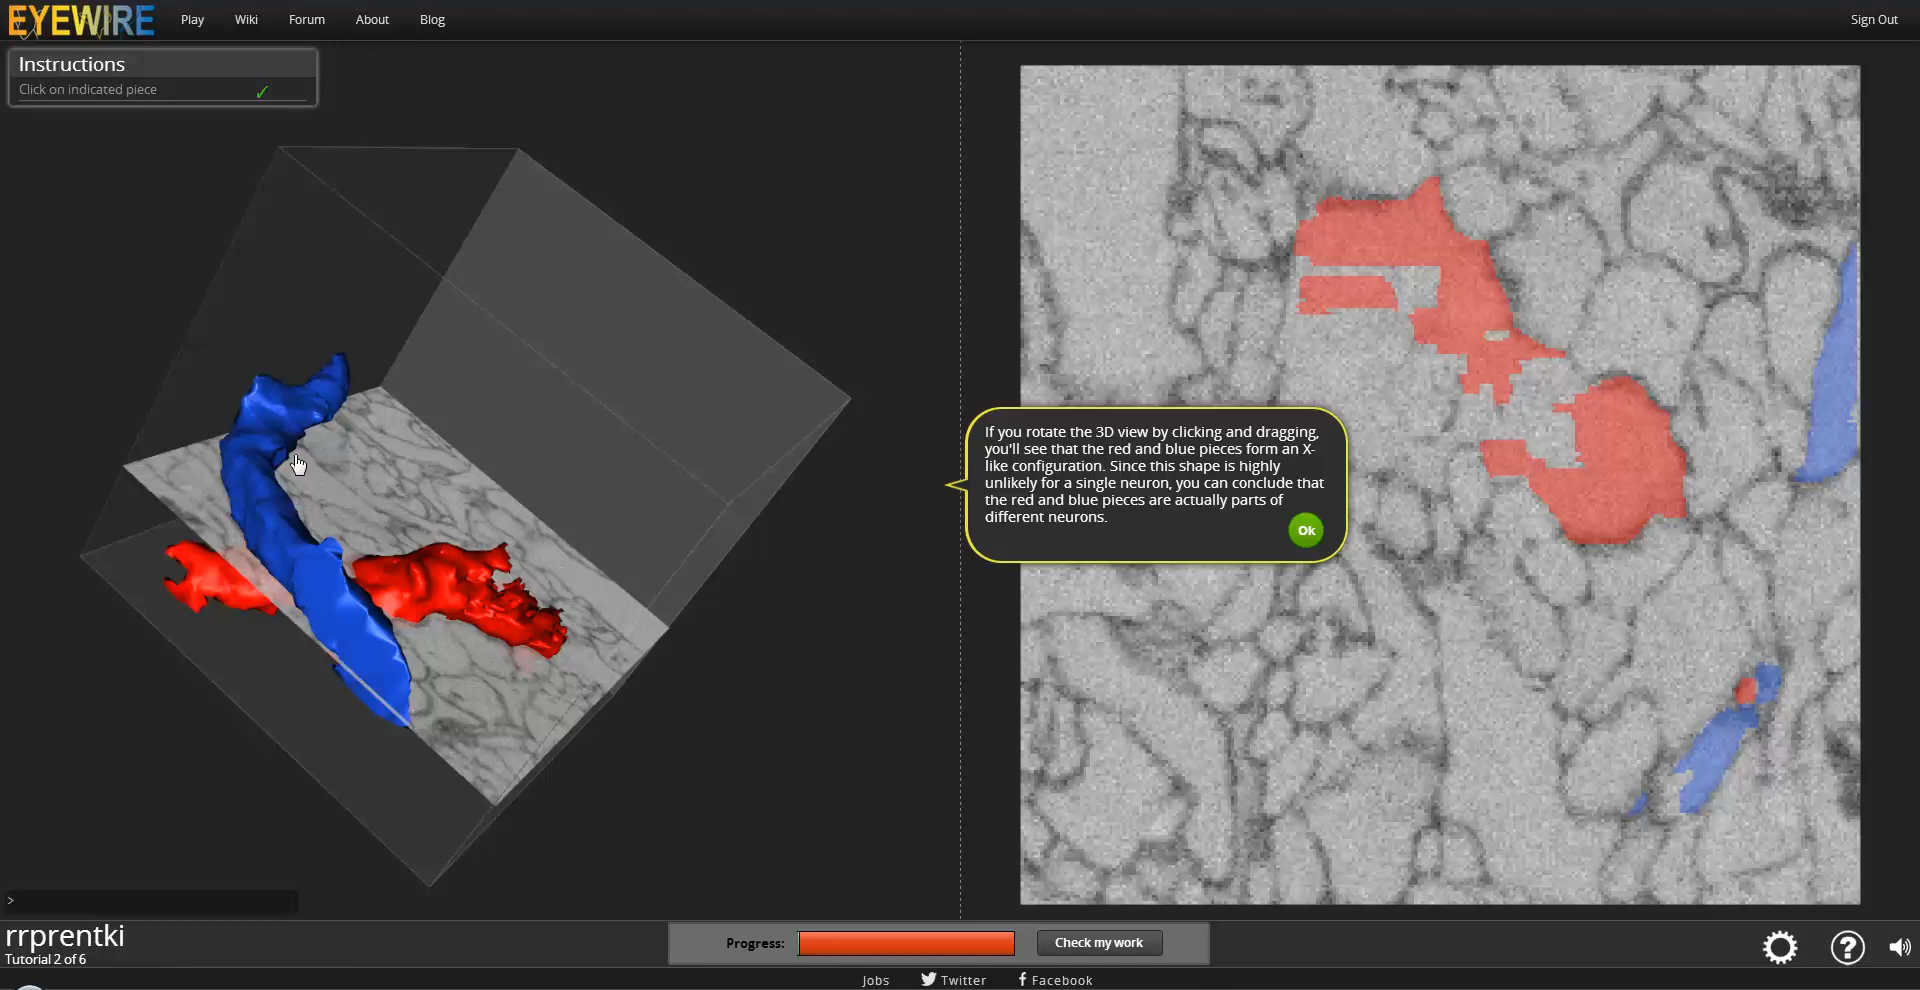 EYEWIRE
Play Wiki Forum About Blog
Sign Out
Instructions
Click on indicated piece ✓
If you rotate the 3D view by clicking and dragging,
you'll see that the red and blue pieces form an X-
like configuration. Since this shape is highly
unlikely for a single neuron, you can conclude that
the red and blue pieces are actually parts of
different neurons.
Ok
>
rrprentki
Tutorial 2 of 6
Progress:
Check my work
?
Jobs Twitter Facebook